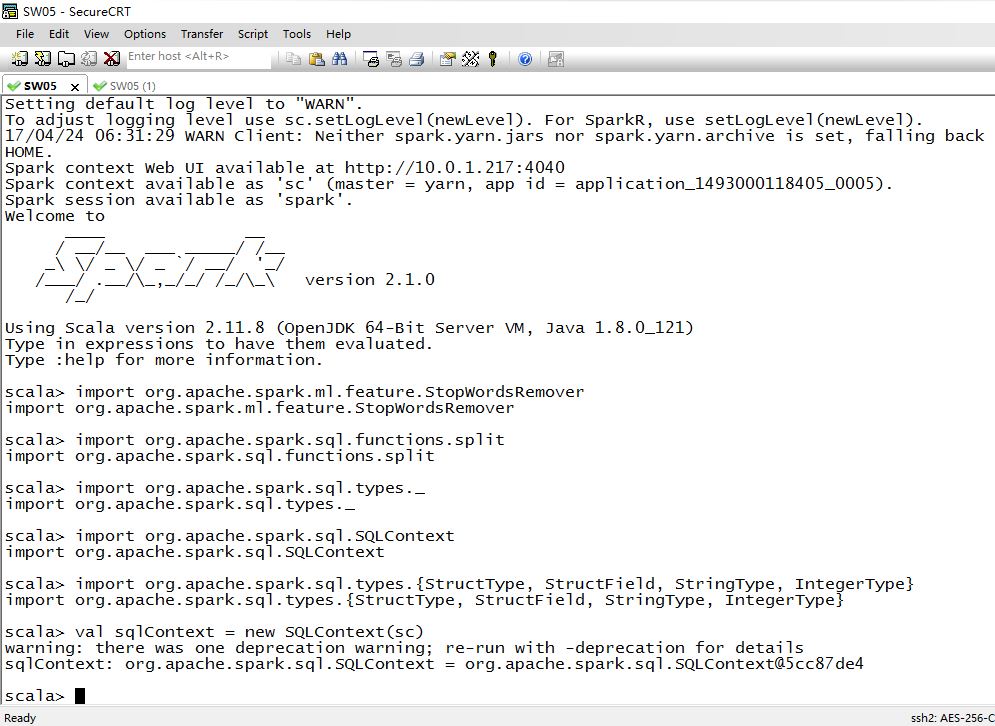 SW05 - SecureCRT
File Edit View Options Transfer Script Tools Help
Enter host <Alt+R>
SW05 x SW05 (1)
Setting default log level to "WARN".
To adjust logging level use sc.setLogLevel(newLevel). For SparkR, use setLogLevel(newLevel).
17/04/24 06:31:29 WARN Client: Neither spark.yarn.jars nor spark.yarn.archive is set, falling back
HOME.
Spark context Web UI available at http://10.0.1.217:4040
Spark context available as 'sc' (master = yarn, app id = application_1493000118405_0005).
Spark session available as 'spark'.
Welcome to
Spark version 2.1.0
Using Scala version 2.11.8 (OpenJDK 64-Bit Server VM, Java 1.8.0_121)
Type in expressions to have them evaluated.
Type :help for more information.
scala> import org.apache.spark.ml.feature.StopWordsRemover
import org.apache.spark.ml.feature.StopWordsRemover
scala> import org.apache.spark.sql.functions.split
import org.apache.spark.sql.functions.split
scala> import org.apache.spark.sql.types._
import org.apache.spark.sql.types._
scala> import org.apache.spark.sql.SQLContext
import org.apache.spark.sql.SQLContext
scala> import org.apache.spark.sql.types.{StructType, StructField, StringType, IntegerType}
import org.apache.spark.sql.types.{StructType, StructField, StringType, IntegerType}
scala> val sqlContext = new SQLContext(sc)
warning: there was one deprecation warning; re-run with -deprecation for details
sqlContext: org.apache.spark.sql.SQLContext = org.apache.spark.sql.SQLContext@5cc87de4
scala>
Ready ssh2: AES-256-C